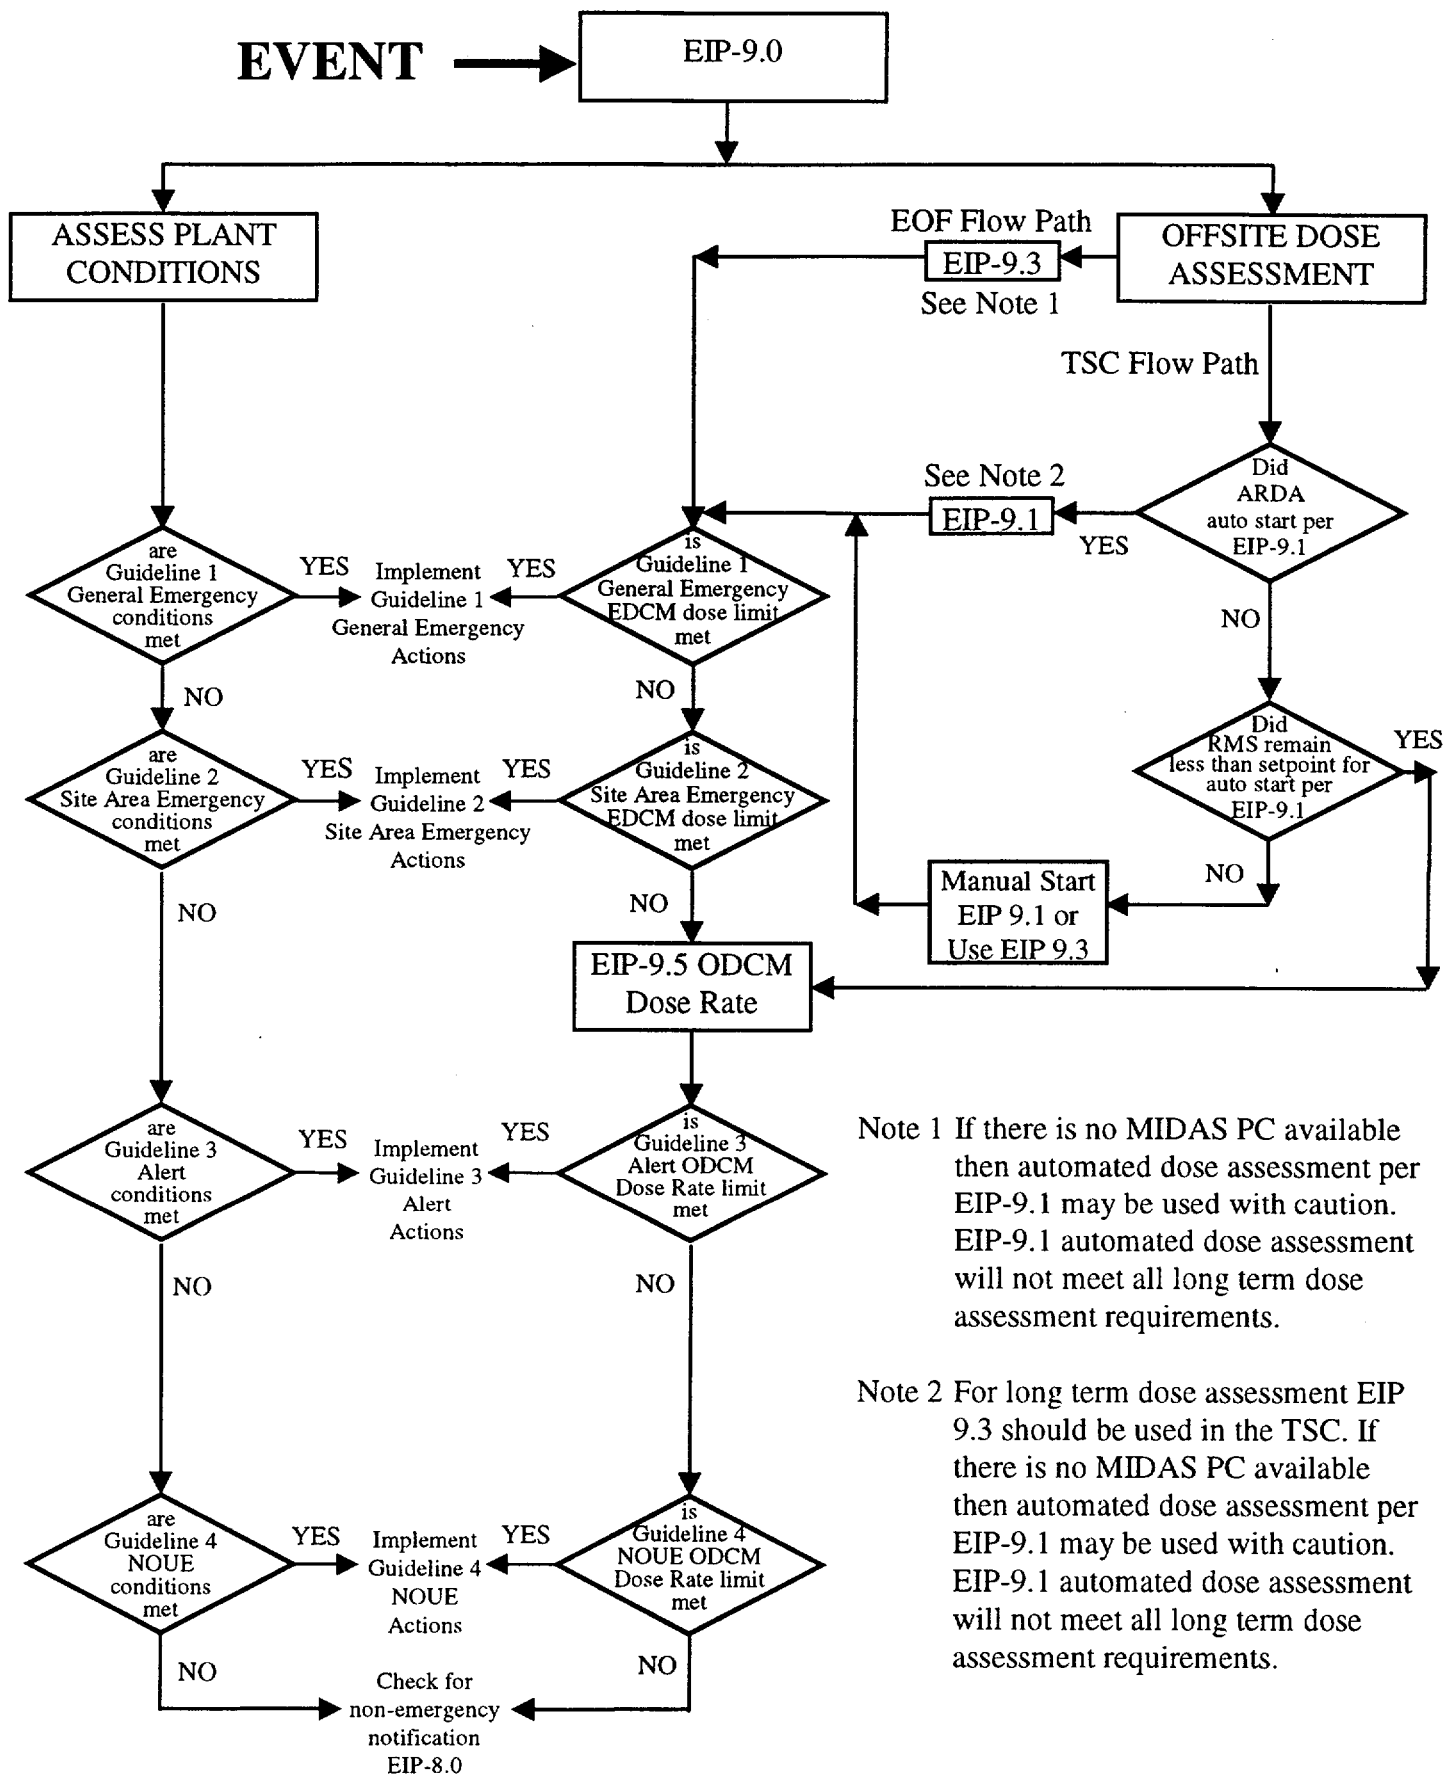 EVENT
EIP-9.0
ASSESS PLANT
CONDITIONS
EOF Flow Path
EIP-9.3
See Note 1
OFFSITE DOSE
ASSESSMENT
TSC Flow Path
Did
ARDA
auto start per
EIP-9.1
YES
NO
See Note 2
EIP-9.1
Did
RMS remain
less than setpoint for
auto start per
EIP-9.1
YES
NO
Manual Start
EIP 9.1 or
Use EIP 9.3
are
Guideline 1
General Emergency
conditions
met
YES
NO
Implement
Guideline 1
General Emergency
Actions
YES
is
Guideline 1
General Emergency
EDCM dose limit
met
NO
are
Guideline 2
Site Area Emergency
conditions
met
YES
NO
Implement
Guideline 2
Site Area Emergency
Actions
YES
is
Guideline 2
Site Area Emergency
EDCM dose limit
met
NO
EIP-9.5 ODCM
Dose Rate
are
Guideline 3
Alert
conditions
met
YES
NO
Implement
Guideline 3
Alert
Actions
YES
is
Guideline 3
Alert ODCM
Dose Rate limit
met
NO
are
Guideline 4
NOUE
conditions
met
YES
NO
Implement
Guideline 4
NOUE
Actions
YES
is
Guideline 4
NOUE ODCM
Dose Rate limit
met
NO
Check for
non-emergency
notification
EIP-8.0
Note 1 If there is no MIDAS PC available
then automated dose assessment per
EIP-9.1 may be used with caution.
EIP-9.1 automated dose assessment
will not meet all long term dose
assessment requirements.
Note 2 For long term dose assessment EIP
9.3 should be used in the TSC. If
there is no MIDAS PC available
then automated dose assessment per
EIP-9.1 may be used with caution.
EIP-9.1 automated dose assessment
will not meet all long term dose
assessment requirements.